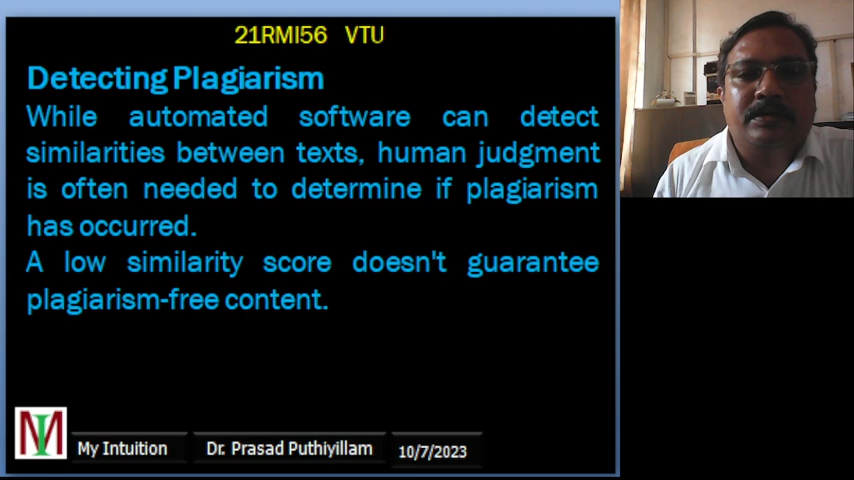 21RMI56 VTU
Detecting Plagiarism
While automated software can detect
similarities between texts, human judgment
is often needed to determine if plagiarism
has occurred.
A low similarity score doesn't guarantee
plagiarism-free content.
MI
My Intuition
Dr. Prasad Puthiyillam
10/7/2023